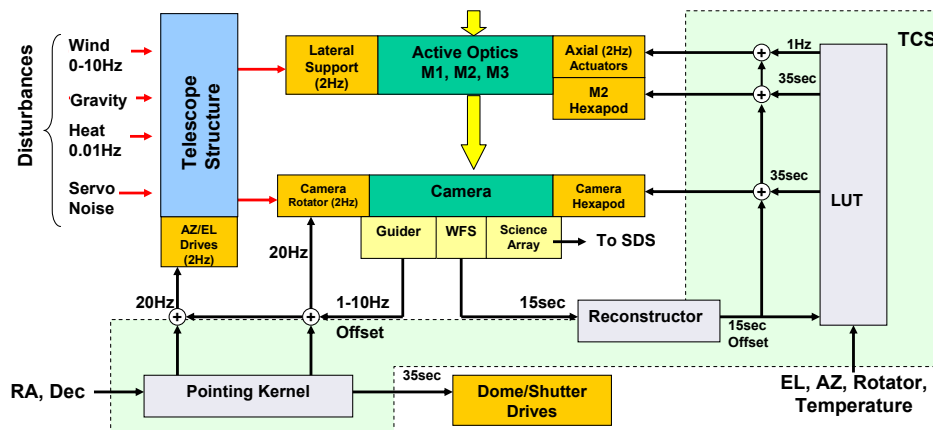 Disturbances
Wind
0-10Hz
Gravity
Heat
0.01Hz
Servo
Noise
Telescope
Structure
AZ/EL
Drives
(2Hz)
Lateral
Support
(2Hz)
Active Optics
M1, M2, M3
Axial (2Hz)
Actuators
M2
Hexapod
1Hz
35sec
35sec
TCS
LUT
Camera
Rotator (2Hz)
Camera
Camera
Hexapod
Guider
WFS
Science
Array
To SDS
20Hz
20Hz
1-10Hz
Offset
15sec
Reconstructor
15sec
Offset
RA, Dec
Pointing Kernel
35sec
Dome/Shutter
Drives
EL, AZ, Rotator,
Temperature